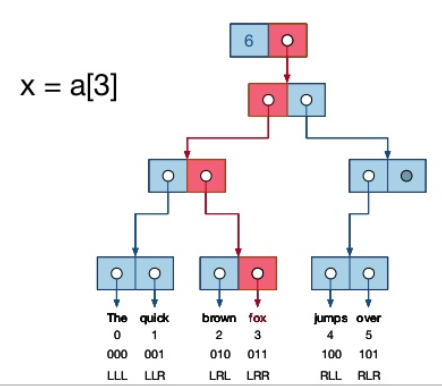 6
x = a[3]
The quick brown fox jumps over
0 1 2 3 4 5
000 001 010 011 100 101
LLL LLR LRL LRR RLL RLR